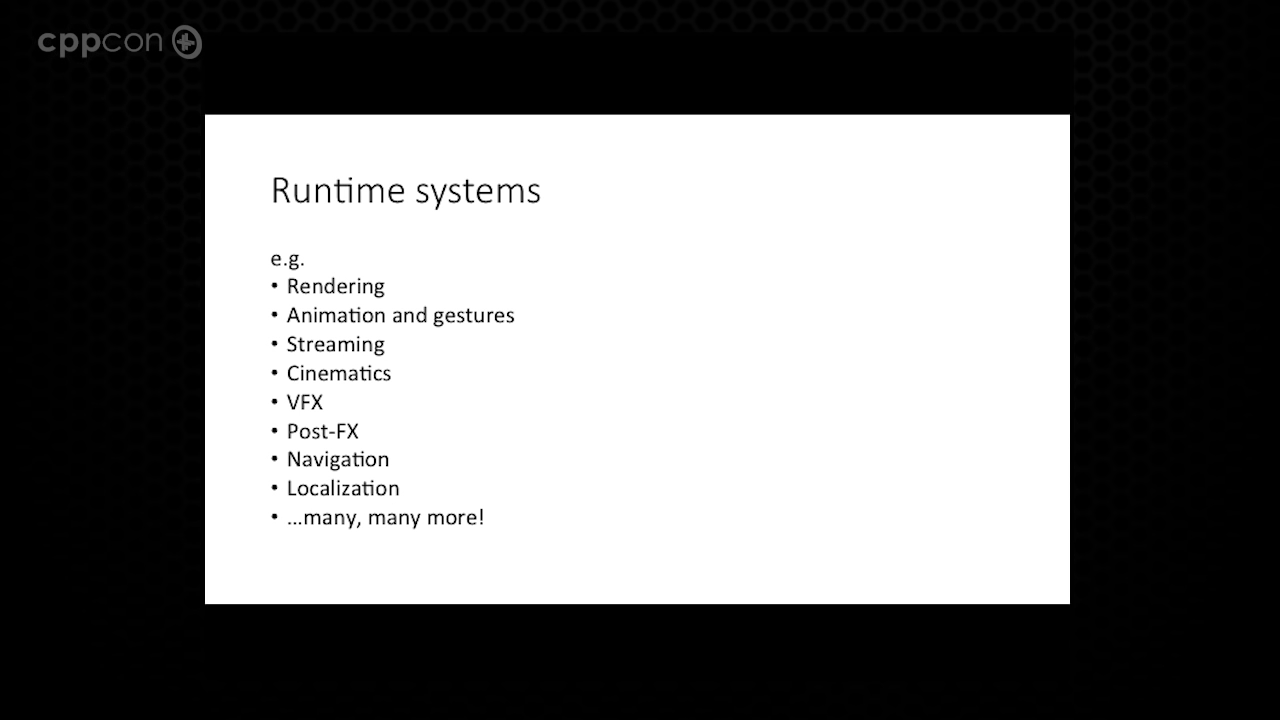 cppcon
Runtime systems
e.g.
• Rendering
• Animation and gestures
• Streaming
• Cinematics
• VFX
• Post-FX
• Navigation
• Localization
• …many, many more!